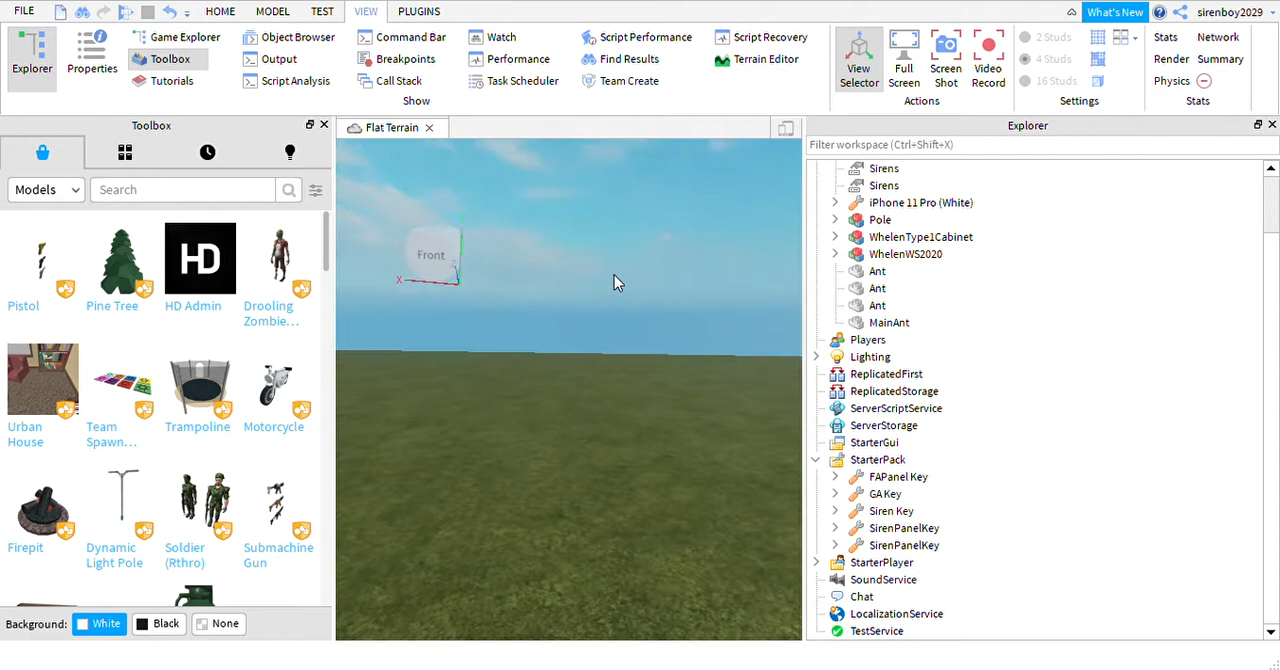 FILE HOME MODEL TEST VIEW PLUGINS What's New ? sirenboy2029
Explorer Properties Game Explorer Object Browser Command Bar Watch Script Performance Script Recovery View Selector Full Screen Screen Shot Video Record 2 Studs Stats Network
Toolbox Output Breakpoints Performance Find Results Terrain Editor 4 Studs Render Summary
Tutorials Script Analysis Call Stack Task Scheduler Team Create 16 Studs Physics
Show Actions Settings Stats
Toolbox
Models Search
Pistol Pine Tree HD Admin Drooling Zombie...
HD
Urban House Team Spawn... Trampoline Motorcycle
Firepit Dynamic Light Pole Soldier (Rthro) Submachine Gun
Background: White Black None
Flat Terrain
Front
X
Z
Explorer
Filter workspace (Ctrl+Shift+X)
Sirens
Sirens
iPhone 11 Pro (White)
Pole
WhelenType1Cabinet
WhelenWS2020
Ant
Ant
Ant
MainAnt
Players
Lighting
ReplicatedFirst
ReplicatedStorage
ServerScriptService
ServerStorage
StarterGui
StarterPack
FAPanel Key
GA Key
Siren Key
SirenPanelKey
SirenPanelKey
StarterPlayer
SoundService
Chat
LocalizationService
TestService